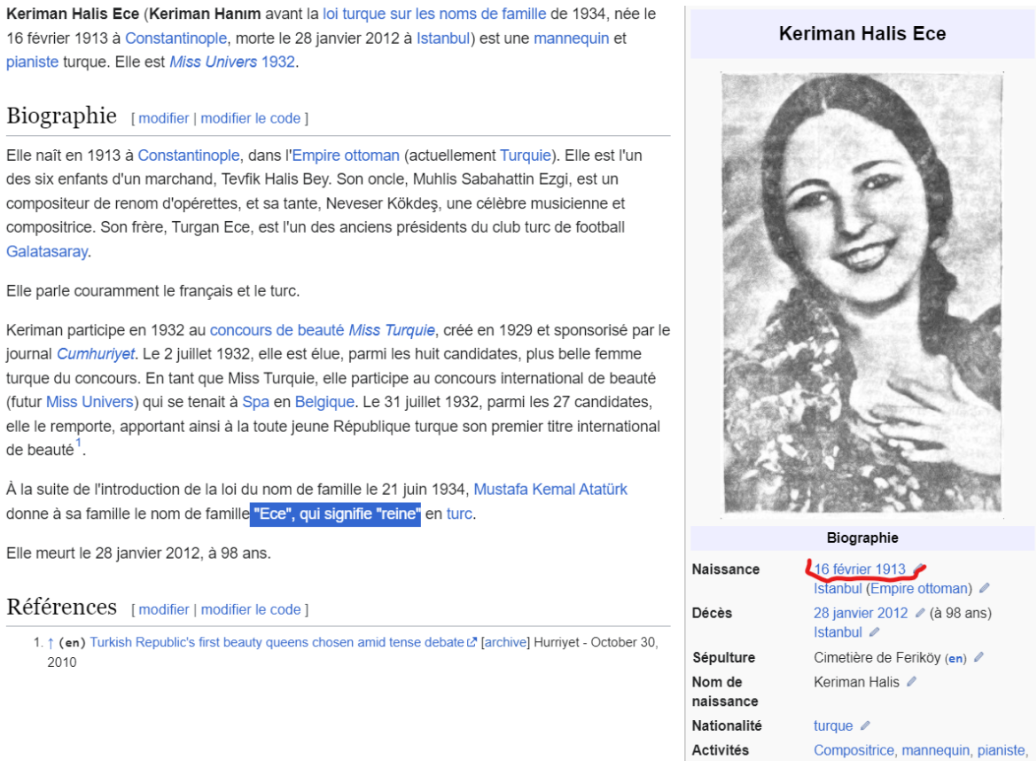 Keriman Halis Ece (Keriman Hanım avant la loi turque sur les noms de famille de 1934, née le
16 février 1913 à Constantinople, morte le 28 janvier 2012 à Istanbul) est une mannequin et
pianiste turque. Elle est Miss Univers 1932.
Biographie [ modifier | modifier le code ]
Elle naît en 1913 à Constantinople, dans l'Empire ottoman (actuellement Turquie). Elle est l'un
des six enfants d'un marchand, Tevfik Halis Bey. Son oncle, Muhlis Sabahattin Ezgi, est un
compositeur de renom d'opérettes, et sa tante, Neveser Kökdeş, une célèbre musicienne et
compositrice. Son frère, Turgan Ece, est l'un des anciens présidents du club turc de football
Galatasaray.
Elle parle couramment le français et le turc.
Keriman participe en 1932 au concours de beauté Miss Turquie, créé en 1929 et sponsorisé par le
journal Cumhuriyet. Le 2 juillet 1932, elle est élue, parmi les huit candidates, plus belle femme
turque du concours. En tant que Miss Turquie, elle participe au concours international de beauté
(futur Miss Univers) qui se tenait à Spa en Belgique. Le 31 juillet 1932, parmi les 27 candidates,
elle le remporte, apportant ainsi à la toute jeune République turque son premier titre international
de beauté 1.
À la suite de l'introduction de la loi du nom de famille le 21 juin 1934, Mustafa Kemal Atatürk
donne à sa famille le nom de famille "Ece", qui signifie "reine" en turc.
Elle meurt le 28 janvier 2012, à 98 ans.
Références [ modifier | modifier le code ]
1. ↑ (en) Turkish Republic's first beauty queens chosen amid tense debate [archive] Hurriyet - October 30,
2010
Keriman Halis Ece
Biographie
Naissance 16 février 1913
Istanbul (Empire ottoman)
Décès 28 janvier 2012 (à 98 ans)
Istanbul
Sépulture Cimetière de Feriköy (en)
Nom de Keriman Halis
naissance
Nationalité turque
Activités Compositrice, mannequin, pianiste,